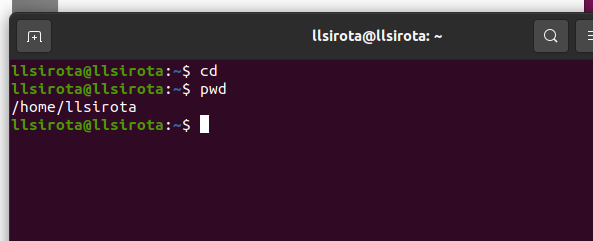 llsirota@llsirota: ~
llsirota@llsirota:~$ cd
llsirota@llsirota:~$ pwd
/home/llsirota
llsirota@llsirota:~$